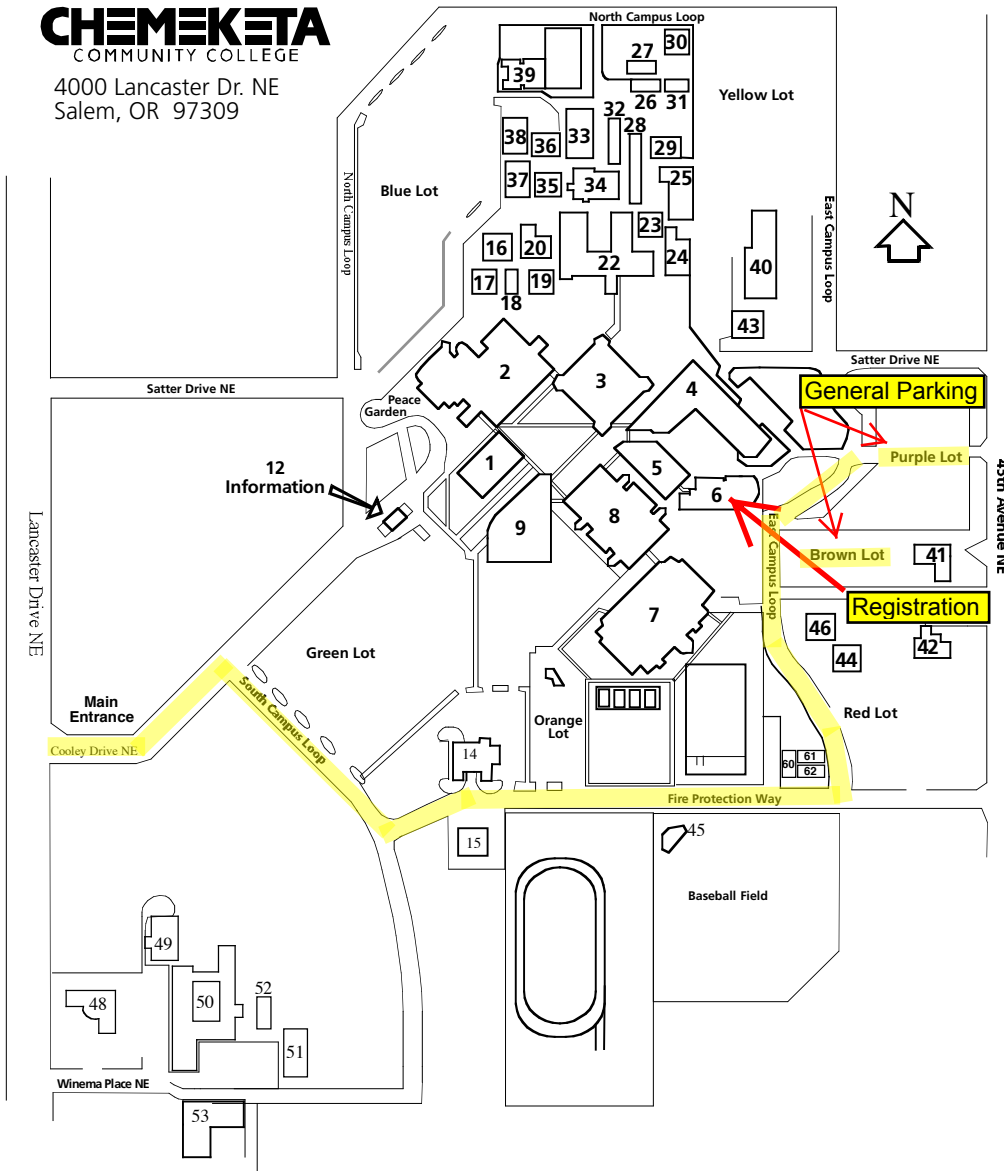 CHEMEKETA
COMMUNITY COLLEGE
4000 Lancaster Dr. NE
Salem, OR 97309
North Campus Loop
30
27
39
26
31
Yellow Lot
32
28
38
36
33
29
North Campus Loop
Blue Lot
37
35
34
25
East Campus Loop
N
16
20
23
22
24
40
17
18
19
43
Satter Drive NE
Satter Drive NE
2
3
4
General Parking
Peace
Garden
Purple Lot
45th Avenue NE
12
Information
1
5
6
8
9
East Campus Loop
Brown Lot
41
Lancaster Drive NE
Registration
7
46
44
42
Green Lot
Main
Entrance
South Campus Loop
Orange
Lot
Red Lot
Cooley Drive NE
14
60
61
62
Fire Protection Way
15
45
Baseball Field
49
48
50
52
51
Winema Place NE
53